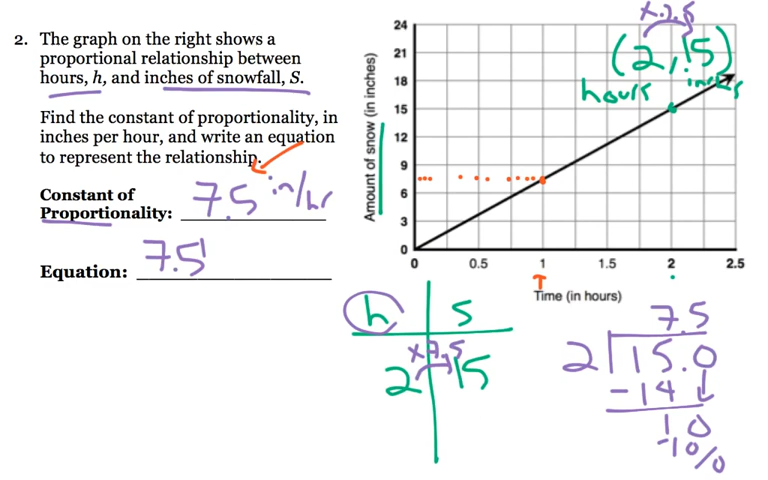 2. The graph on the right shows a
proportional relationship between
hours, h, and inches of snowfall, S.
Find the constant of proportionality, in
inches per hour, and write an equation
to represent the relationship.
Constant of
Proportionality: 7.5 in/hr
Equation: 7.5
Amount of snow (in inches)
24
21
18
15
12
9
6
3
0
0 0.5 1 1.5 2 2.5
Time (in hours)
(2, 15)
hours inches
h S
×7.5
2 15
7.5
2 15.0
-14
10
-10
0